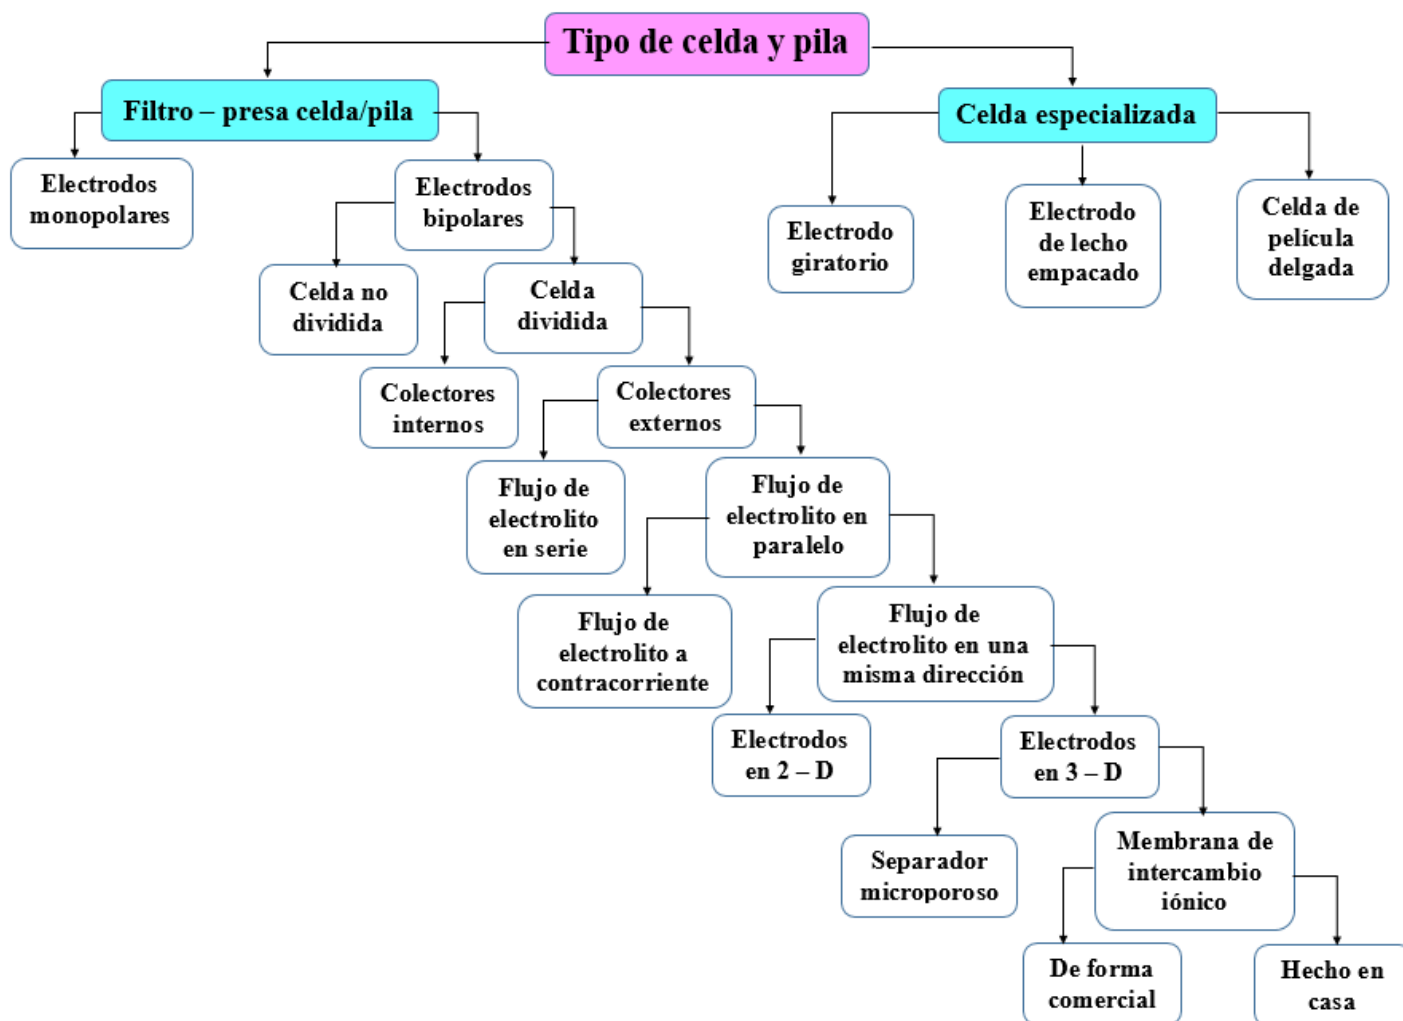 Tipo de celda y pila
Filtro – presa celda/pila
Celda especializada
Electrodos
monopolares
Electrodos
bipolares
Electrodo
giratorio
Electrodo
de lecho
empacado
Celda de
película
delgada
Celda no
dividida
Celda
dividida
Colectores
internos
Colectores
externos
Flujo de
electrolito
en serie
Flujo de
electrolito en
paralelo
Flujo de
electrolito a
contracorriente
Flujo de
electrolito en una
misma dirección
Electrodos
en 2 – D
Electrodos
en 3 – D
Separador
microporoso
Membrana de
intercambio
iónico
De forma
comercial
Hecho en
casa